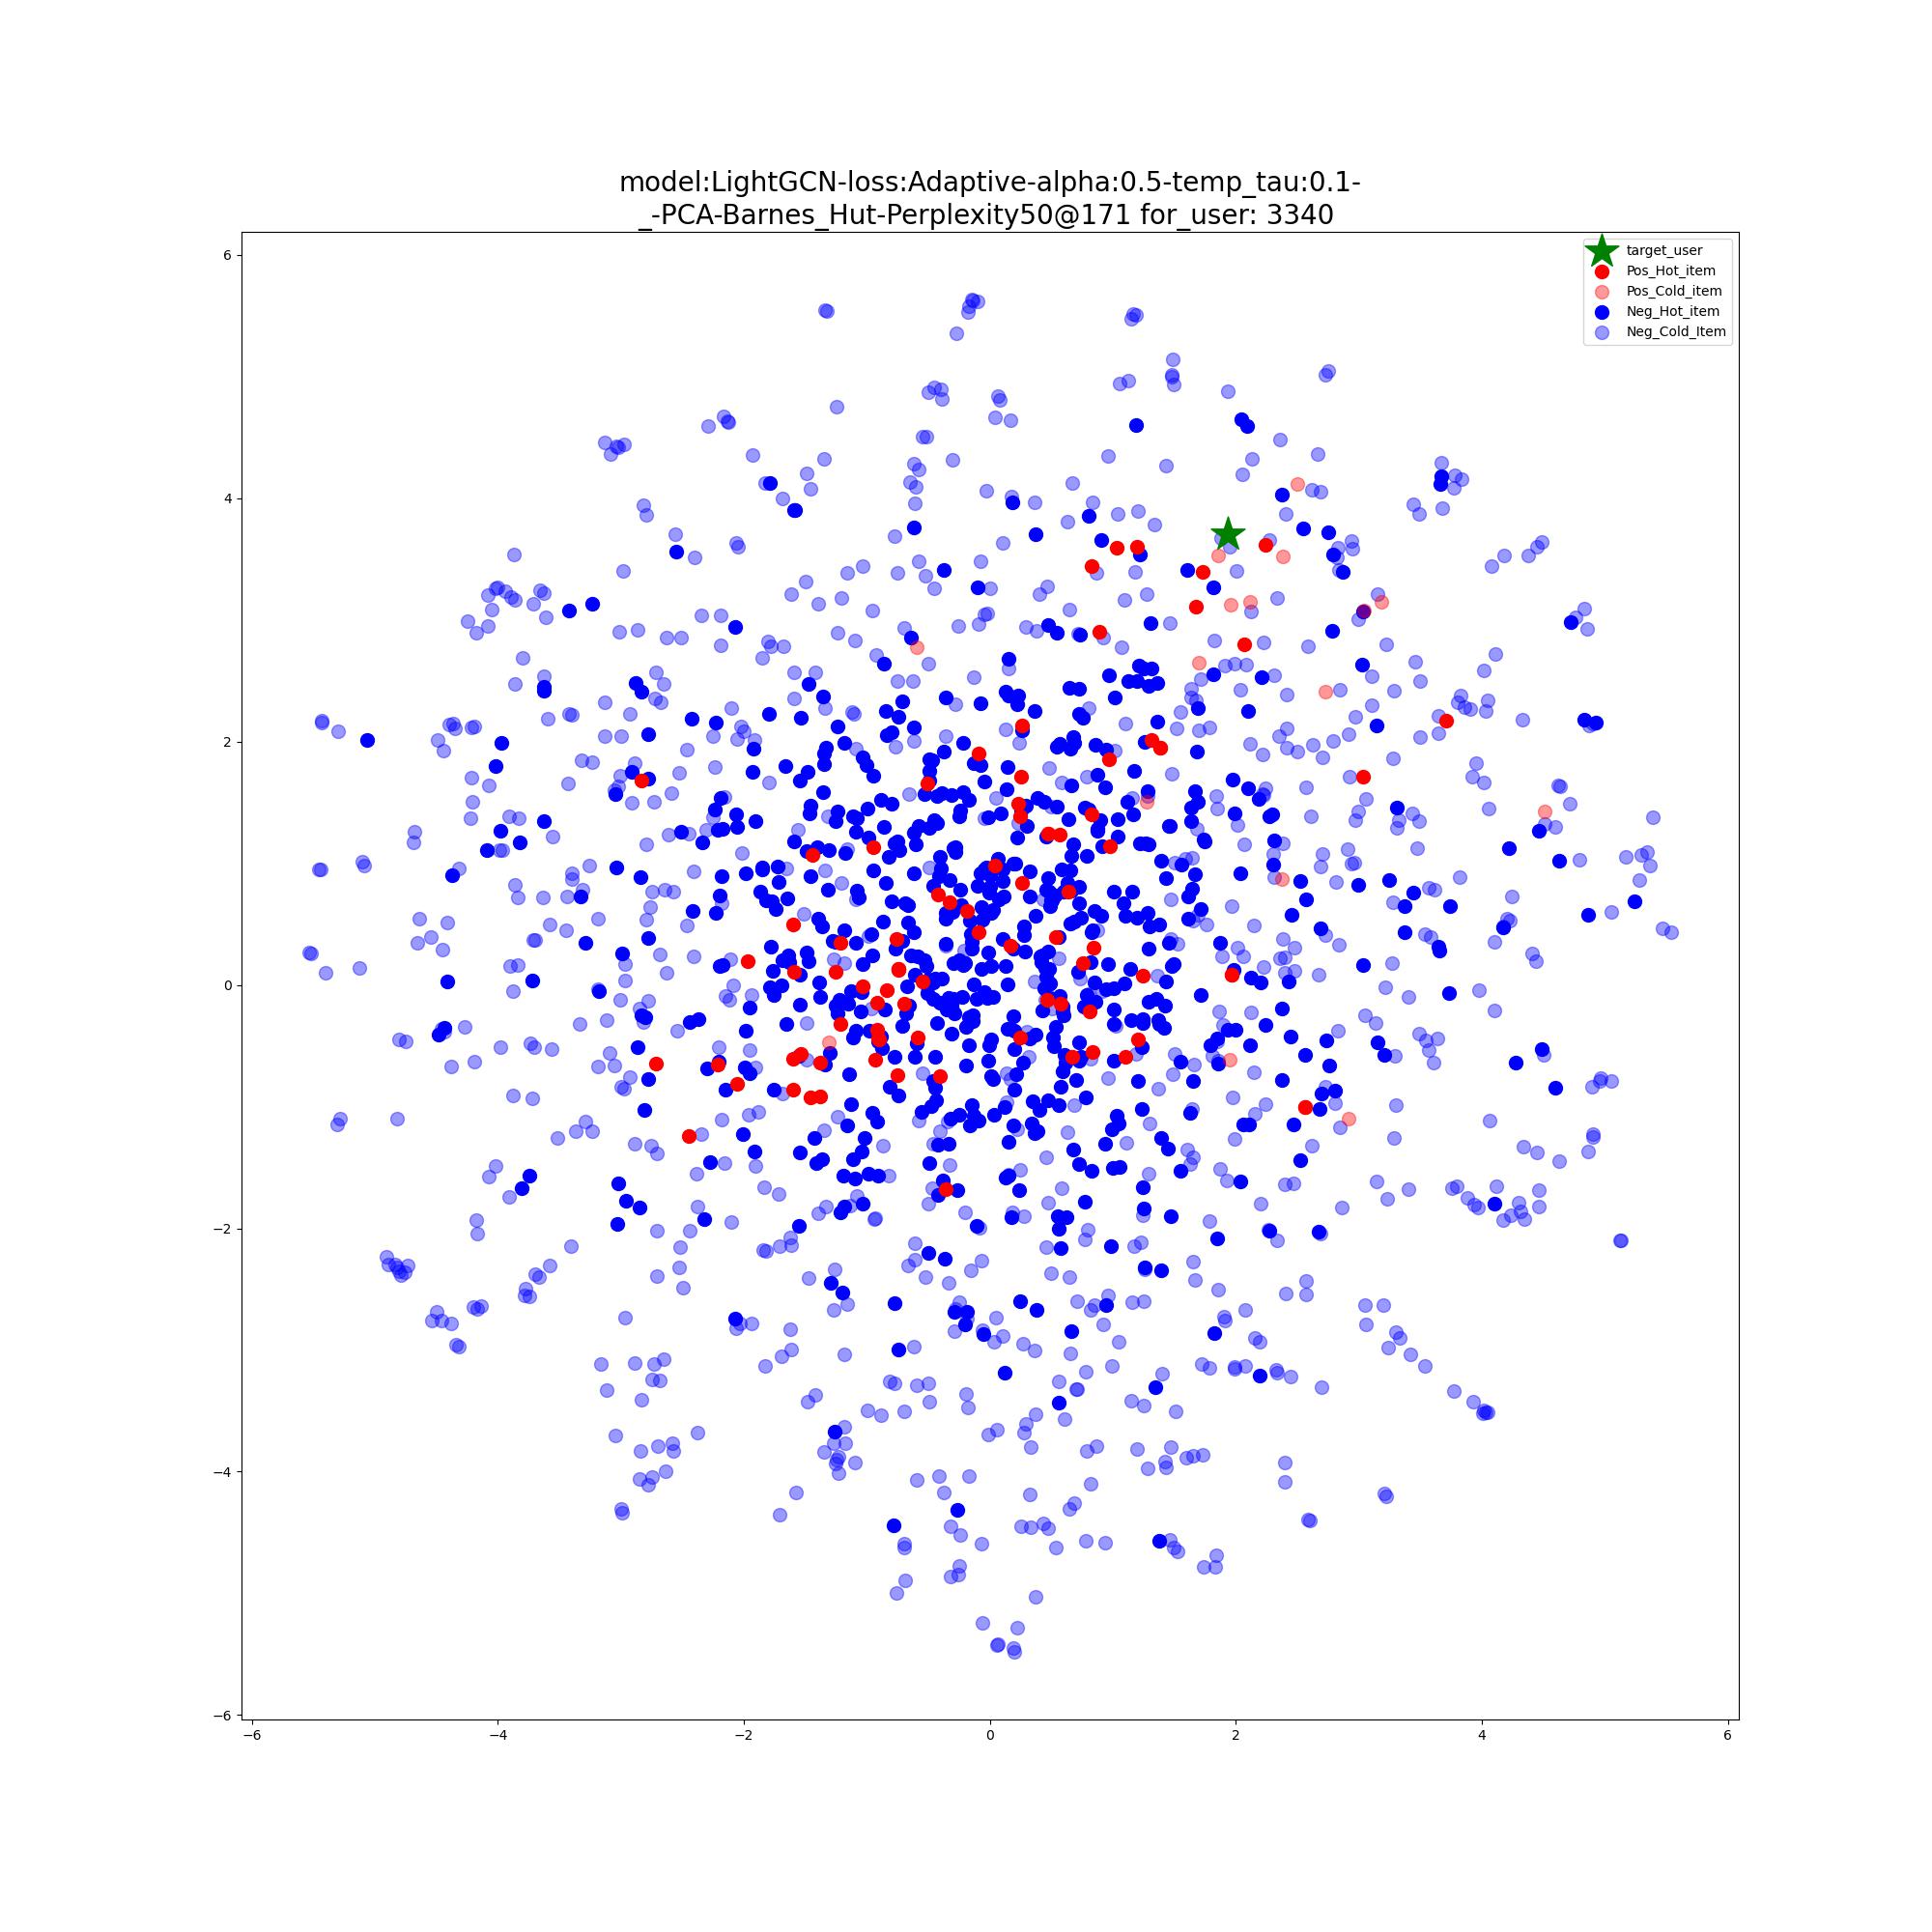 model:LightGCN-loss:Adaptive-alpha:0.5-temp_tau:0.1-
_-PCA-Barnes_Hut-Perplexity50@171 for_user: 3340
target_user
Pos_Hot_item
Pos_Cold_item
Neg_Hot_item
Neg_Cold_Item
6
4
2
0
−2
−4
−6
−6
−4
−2
0
2
4
6